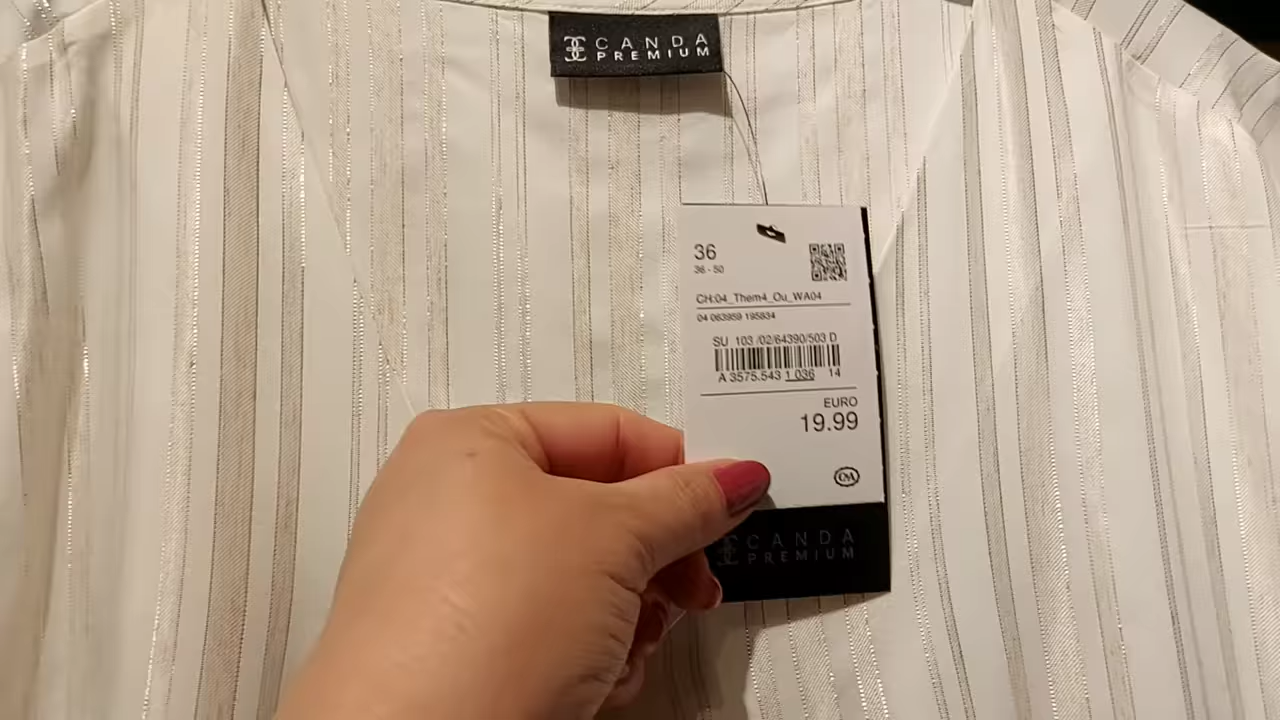 CANDA
PREMIUM
36
36 - 50
CH:04_Them4_Ou_WA04
04 063959 195834
SU 103 /02/64390/503 D
A 3575.543 1 036 14
EURO
19.99
C&A
CANDA
PREMIUM